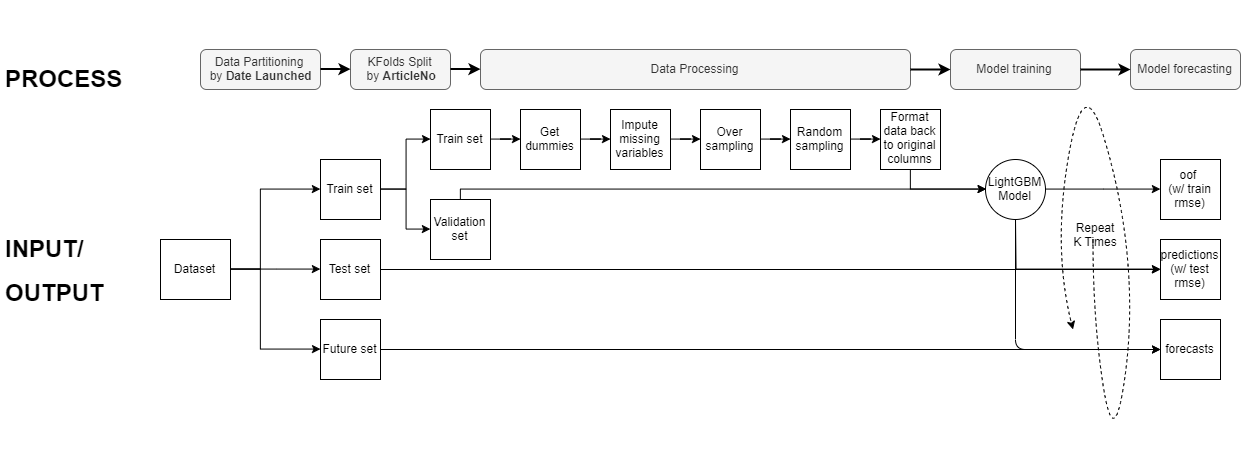 PROCESS
Data Partitioning
by Date Launched
KFolds Split
by ArticleNo
Data Processing
Model training
Model forecasting
Train set
Get
dummies
Impute
missing
variables
Over
sampling
Random
sampling
Format
data back
to original
columns
Train set
Validation
set
LightGBM
Model
oof
(w/ train
rmse)
Repeat
K Times
INPUT/
OUTPUT
Dataset
Test set
predictions
(w/ test
rmse)
Future set
forecasts